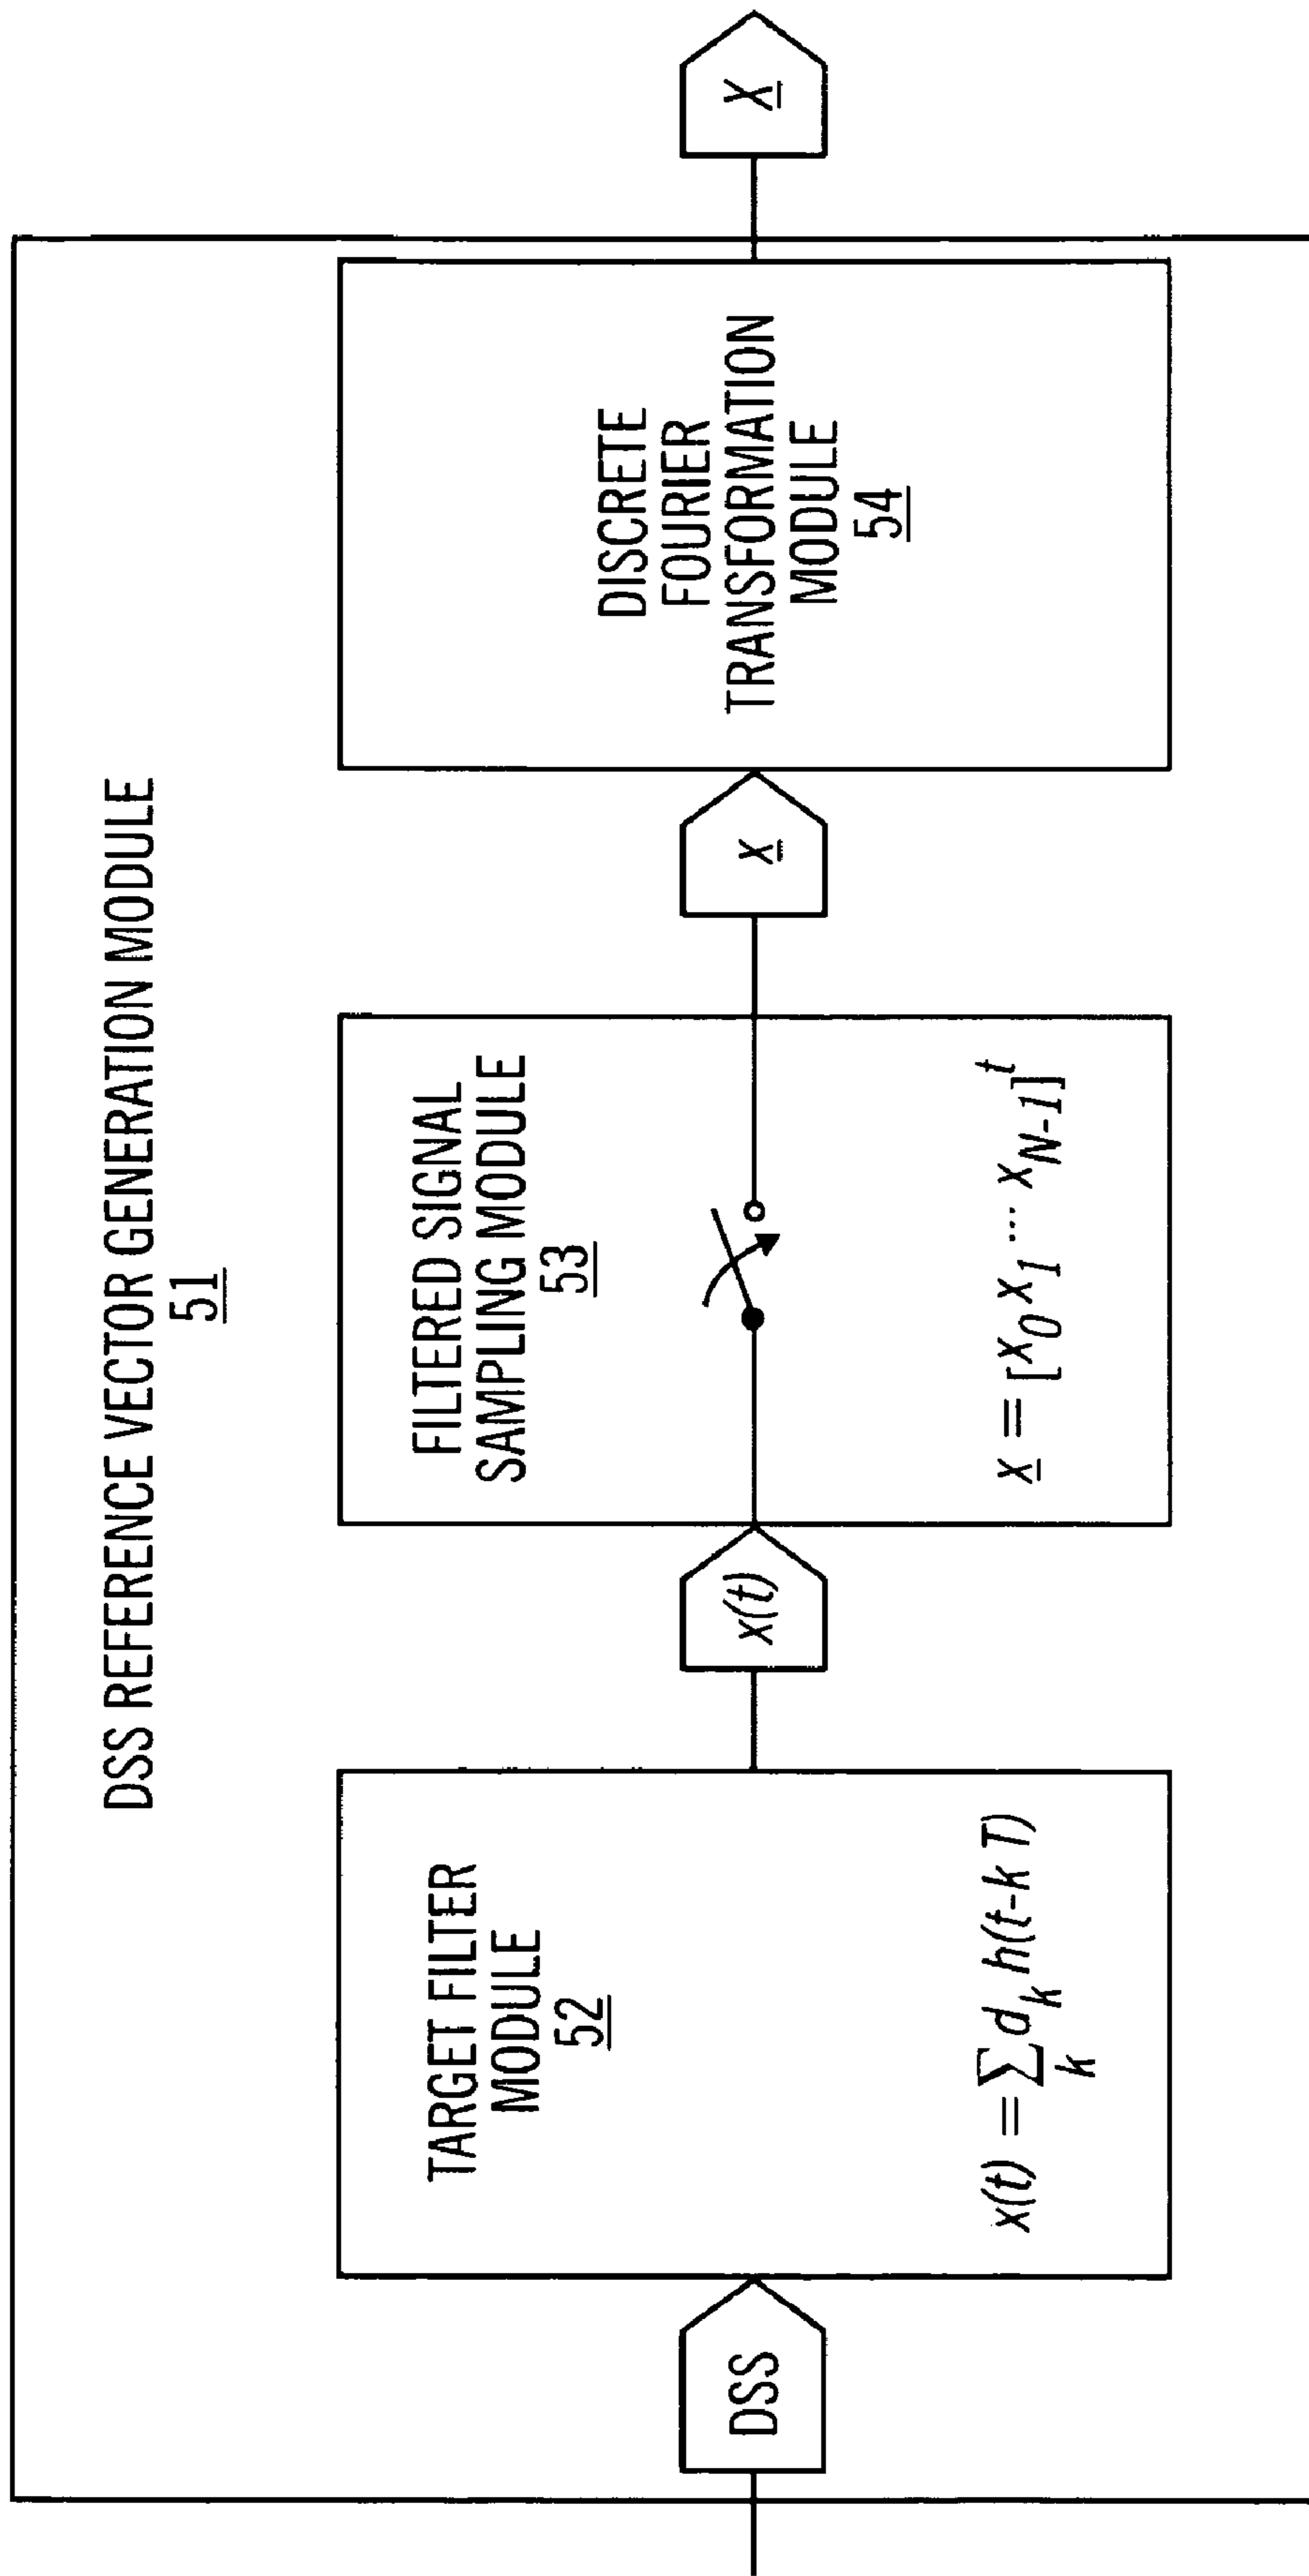 DSS REFERENCE VECTOR GENERATION MODULE
51
DSS
TARGET FILTER
MODULE
52
x(t) = ∑ d_k h(t-k T)
k
x(t)
FILTERED SIGNAL
SAMPLING MODULE
53
x = [x_0 x_1 ... x_{N-1}]^t
x
DISCRETE
FOURIER
TRANSFORMATION
MODULE
54
X